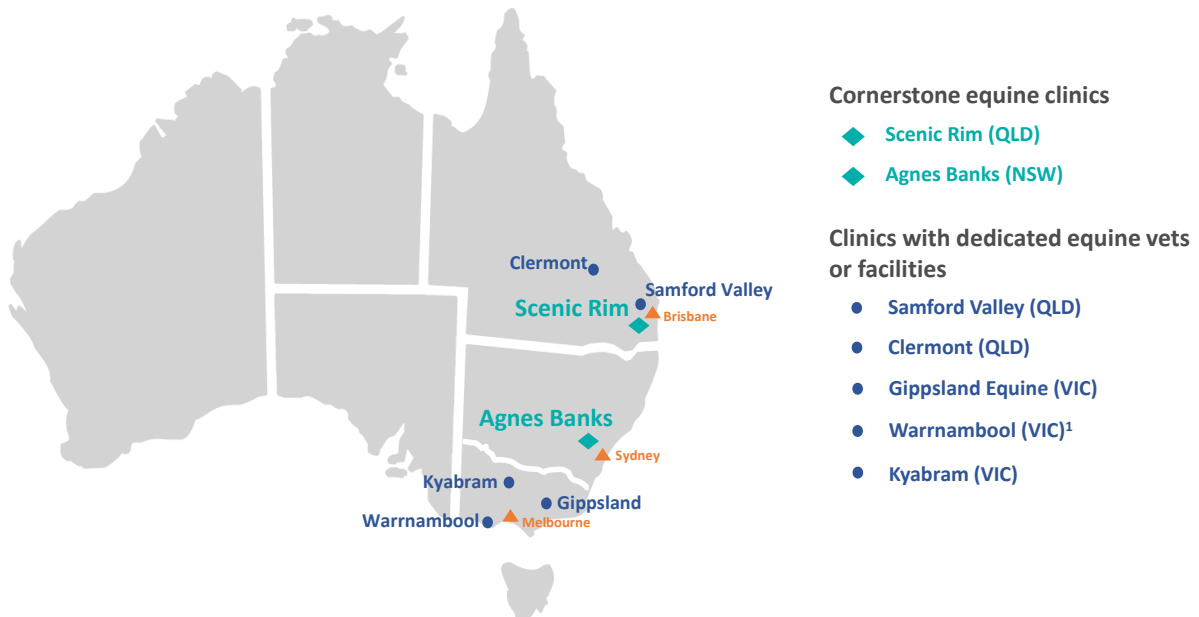 Cornerstone equine clinics
Scenic Rim (QLD)
Agnes Banks (NSW)
Clinics with dedicated equine vets
or facilities
Samford Valley (QLD)
Clermont (QLD)
Gippsland Equine (VIC)
Warrnambool (VIC)¹
Kyabram (VIC)
Clermont
Samford Valley
Scenic Rim
Brisbane
Agnes Banks
Sydney
Kyabram
Gippsland
Warrnambool
Melbourne